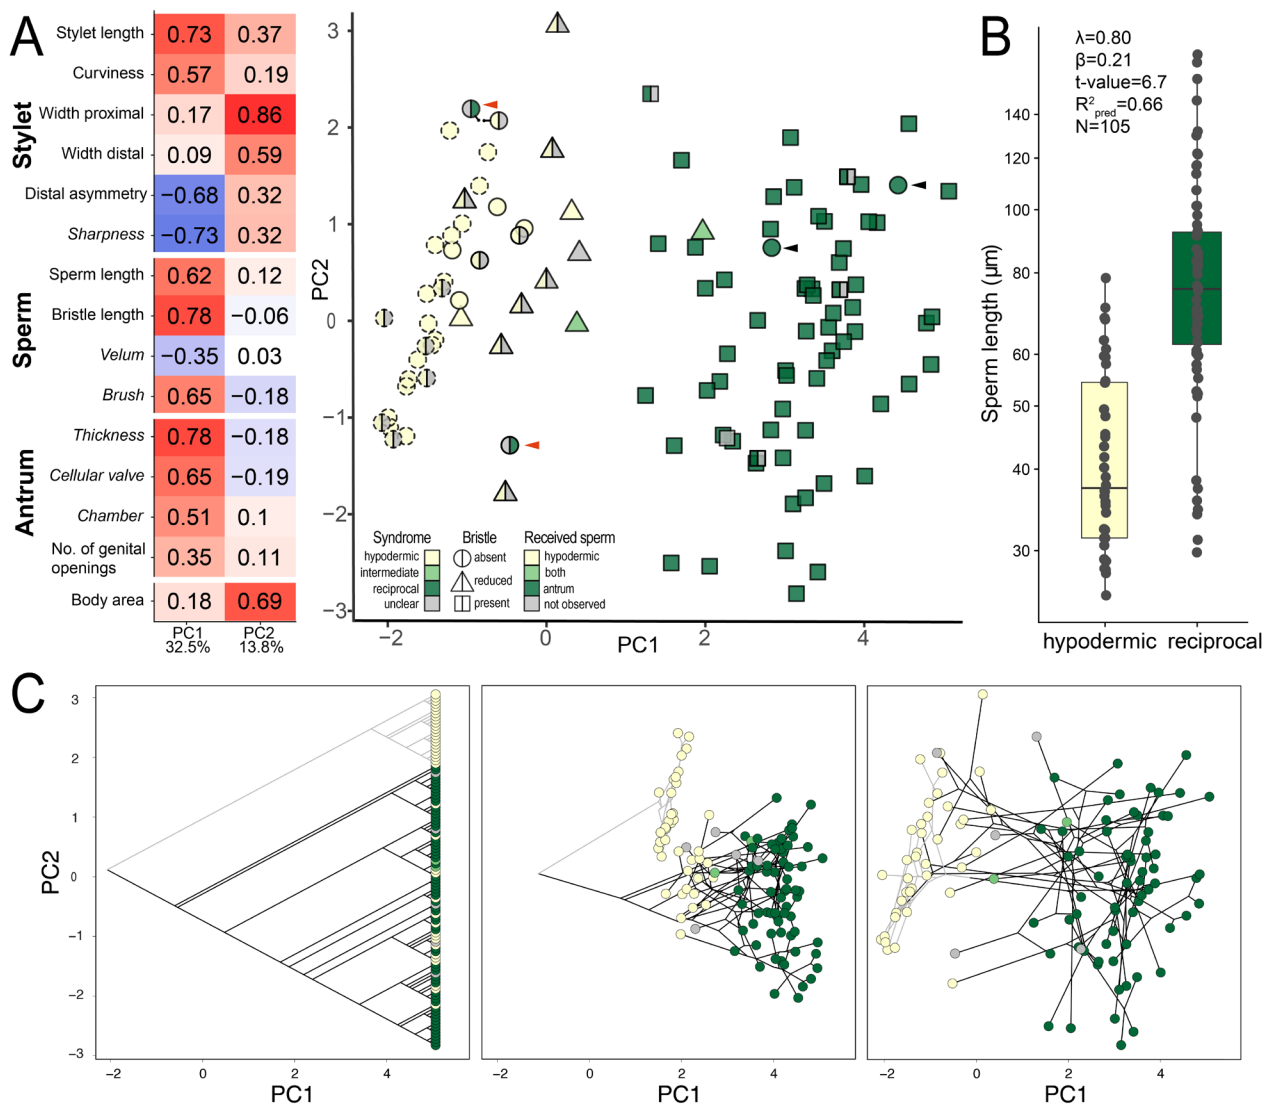 A
Stylet
Stylet length 0.73 0.37
Curviness 0.57 0.19
Width proximal 0.17 0.86
Width distal 0.09 0.59
Distal asymmetry −0.68 0.32
Sharpness −0.73 0.32
Sperm
Sperm length 0.62 0.12
Bristle length 0.78 −0.06
Velum −0.35 0.03
Brush 0.65 −0.18
Antrum
Thickness 0.78 −0.18
Cellular valve 0.65 −0.19
Chamber 0.51 0.1
No. of genital
openings 0.35 0.11
Body area 0.18 0.69
PC1 PC2
32.5% 13.8%
PC2
3
2
1
0
−1
−2
−3
−2 0 2 4
PC1
Syndrome Bristle Received sperm
hypodermic absent hypodermic
intermediate reduced both
reciprocal present antrum
unclear not observed
B
λ=0.80
β=0.21
t-value=6.7
R²pred=0.66
N=105
Sperm length (μm)
140
120
100
80
60
50
40
30
hypodermic reciprocal
C
PC2
3
2
1
0
−1
−2
−3
−2 0 2 4
PC1
−2 0 2 4
PC1
−2 0 2 4
PC1